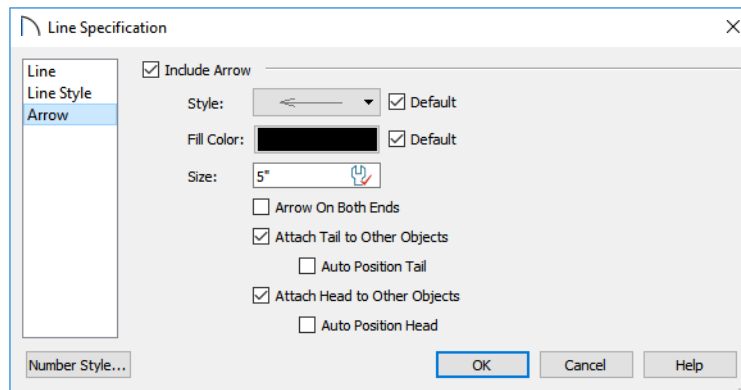 Line Specification
Line
Line Style
Arrow
Include Arrow
Style:
Default
Fill Color:
Default
Size:
5"
Arrow On Both Ends
Attach Tail to Other Objects
Auto Position Tail
Attach Head to Other Objects
Auto Position Head
Number Style...
OK
Cancel
Help